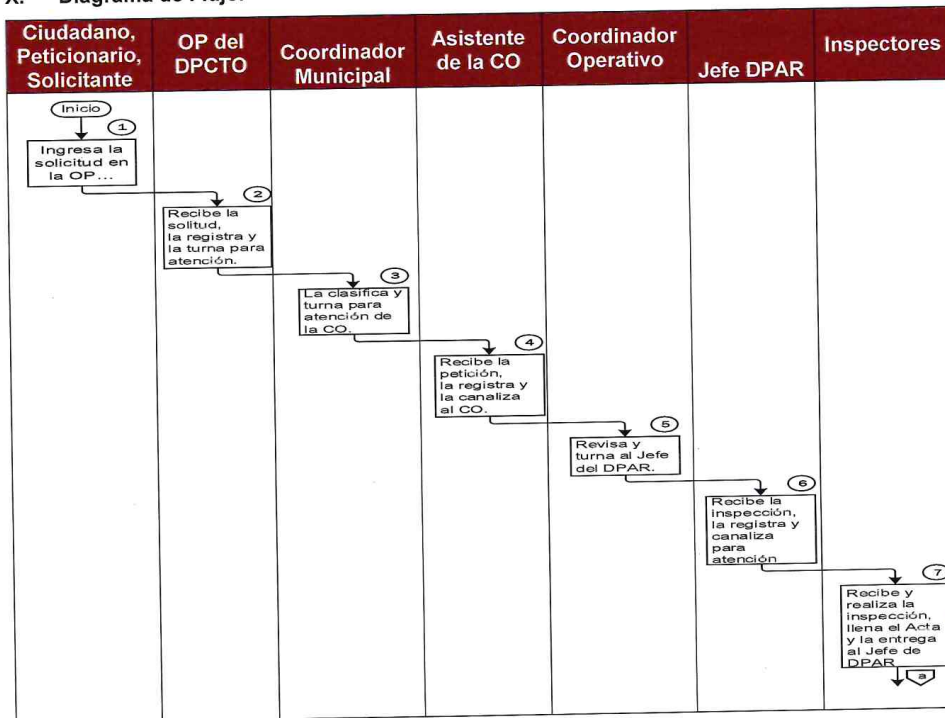 X. Diagrama de Flujo.
Ciudadano,
Peticionario,
Solicitante
OP del
DPCTO
Coordinador
Municipal
Asistente
de la CO
Coordinador
Operativo
Jefe DPAR
Inspectores
Inicio
1
Ingresa la
solicitud en
la OP...
2
Recibe la
solitud,
la registra y
la turna para
atención.
3
La clasifica y
turna para
atención de
la CO.
4
Recibe la
petición,
la registra y
la canaliza
al CO.
5
Revisa y
turna al Jefe
del DPAR.
6
Recibe la
inspección,
la registra y
canaliza
para
atención
7
Recibe y
realiza la
inspección,
llena el Acta
y la entrega
al Jefe de
DPAR
a